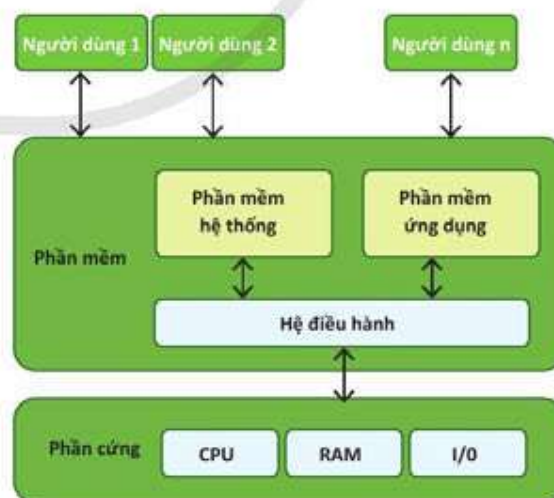 Người dùng 1
Người dùng 2
Người dùng n
Phần mềm
hệ thống
Phần mềm
ứng dụng
Phần mềm
Hệ điều hành
Phần cứng
CPU
RAM
I/0